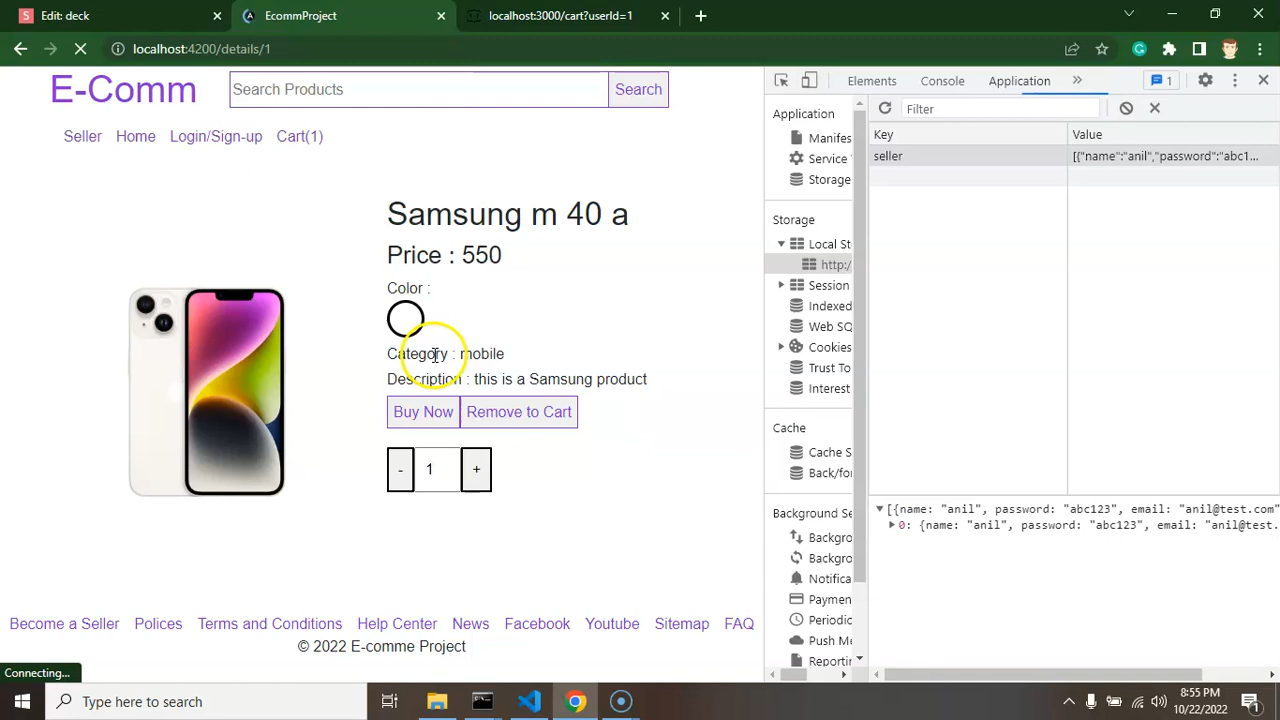 Edit: deck
EcommProject
localhost:3000/cart?userId=1
localhost:4200/details/1
E-Comm
Search Products
Search
Seller Home Login/Sign-up Cart(1)
Samsung m 40 a
Price : 550
Color :
Category : mobile
Description : this is a Samsung product
Buy Now
Remove to Cart
-
1
+
Become a Seller Polices Terms and Conditions Help Center News Facebook Youtube Sitemap FAQ
© 2022 E-comme Project
Connecting...
Elements Console Application
1
Application
Manifes
Service
Storage
Storage
Local St
http:/
Session
Indexed
Web SQ
Cookies
Trust To
Interest
Cache
Cache S
Back/for
Background Se
Backgro
Backgro
Notifica
Paymen
Periodic
Push Me
Reportin
Filter
Key Value
seller [{"name":"anil","password":"abc1...
[{name: "anil", password: "abc123", email: "anil@test.com"
0: {name: "anil", password: "abc123", email: "anil@test.
Type here to search
8:55 PM
10/22/2022
1